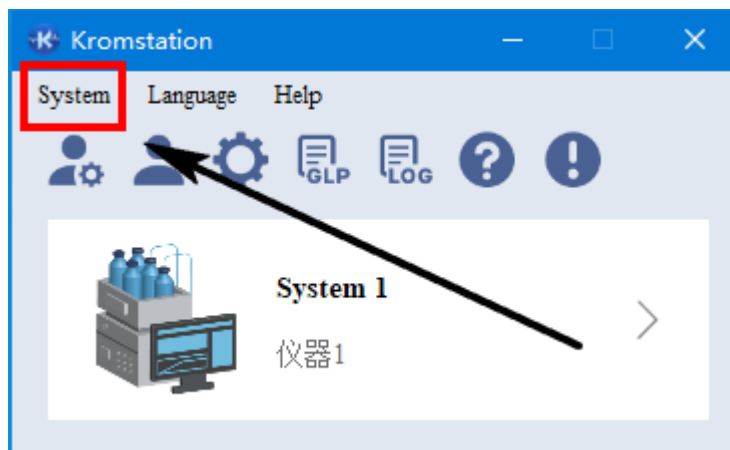 Kromstation
System Language Help
GLP LOG
System 1
仪器1